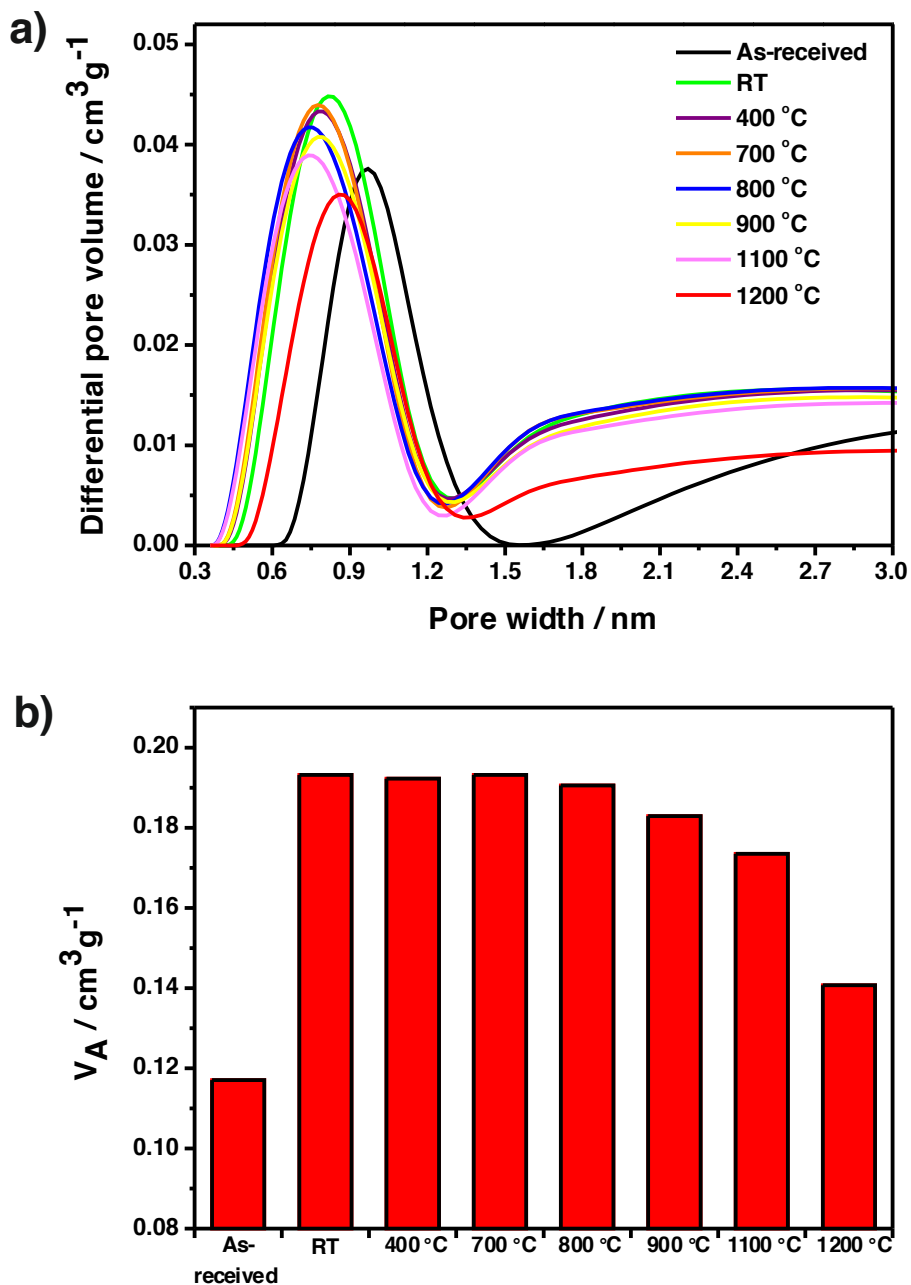 a)
Differential pore volume / cm³g⁻¹
0.05
0.04
0.03
0.02
0.01
0.00
As-received
RT
400 °C
700 °C
800 °C
900 °C
1100 °C
1200 °C
0.3 0.6 0.9 1.2 1.5 1.8 2.1 2.4 2.7 3.0
Pore width / nm
b)
V_A / cm³g⁻¹
0.20
0.18
0.16
0.14
0.12
0.10
0.08
As- RT 400 °C 700 °C 800 °C 900 °C 1100 °C 1200 °C
received